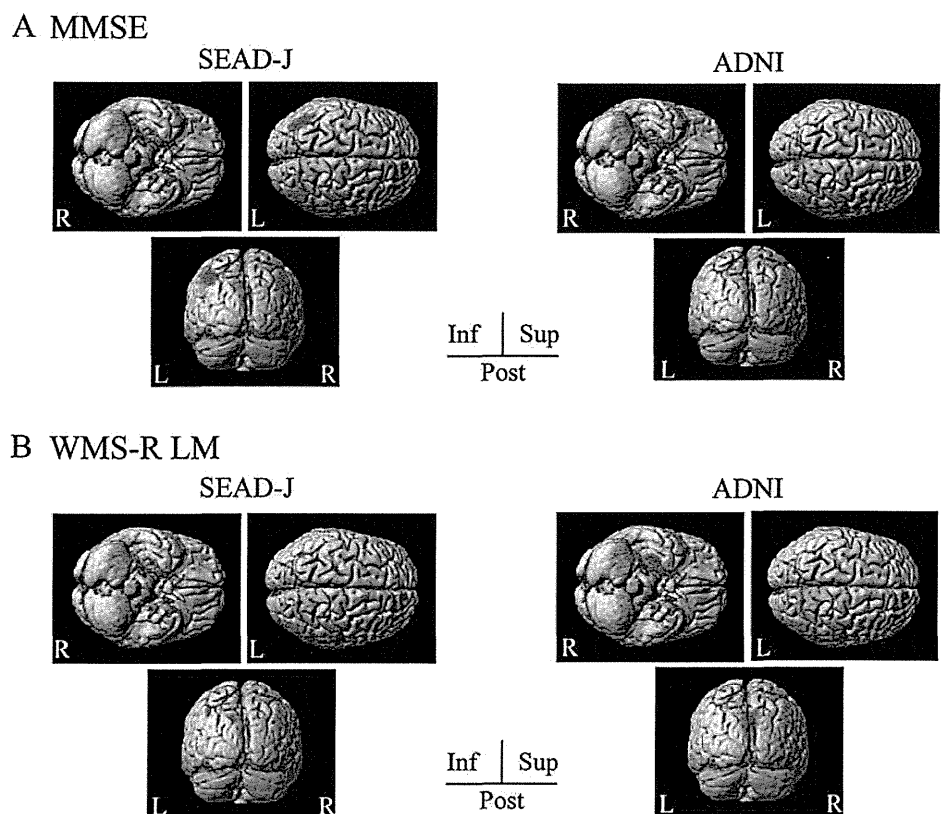 A MMSE
SEAD-J
ADNI
R
L
R
L
L
R
Inf Sup
Post
L
R
B WMS-R LM
SEAD-J
ADNI
R
L
R
L
L
R
Inf Sup
Post
L
R